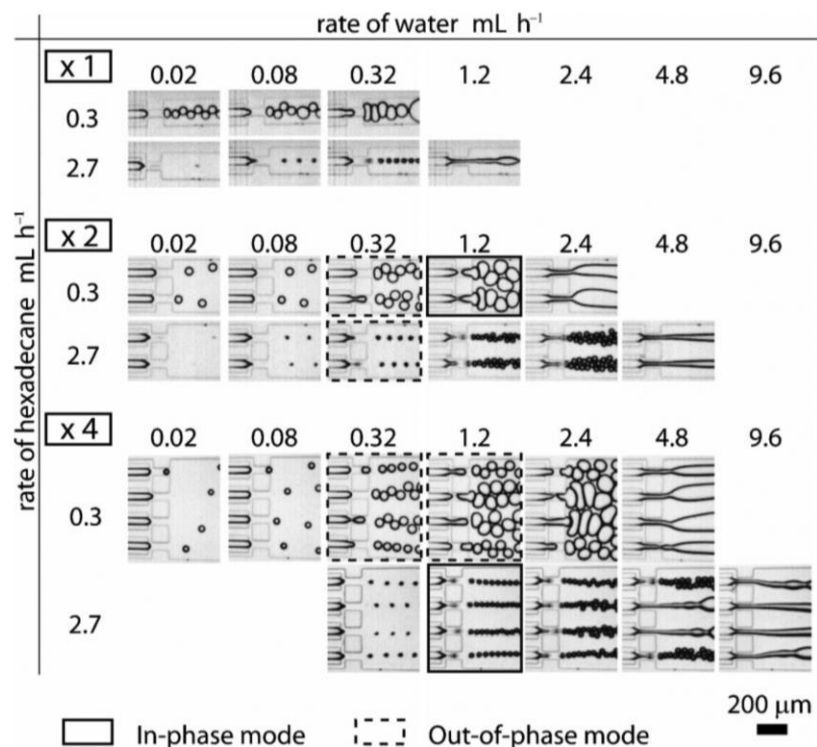 rate of water mL h⁻¹
rate of hexadecane mL h⁻¹
x 1
0.02 0.08 0.32 1.2 2.4 4.8 9.6
0.3
2.7
x 2
0.02 0.08 0.32 1.2 2.4 4.8 9.6
0.3
2.7
x 4
0.02 0.08 0.32 1.2 2.4 4.8 9.6
0.3
2.7
200 µm
In-phase mode Out-of-phase mode